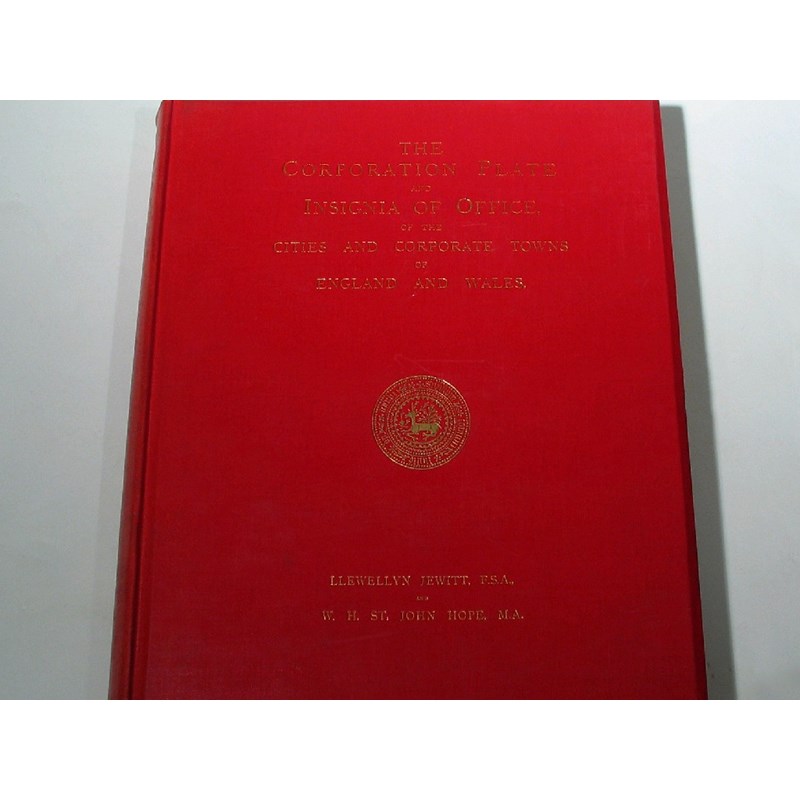 THE
CORPORATION PLATE
AND
INSIGNIA OF OFFICE,
OF THE
CITIES AND CORPORATE TOWNS
OF
ENGLAND AND WALES.
LLEWELLYN JEWITT, F.S.A.,
AND
W. H. ST. JOHN HOPE, M.A.